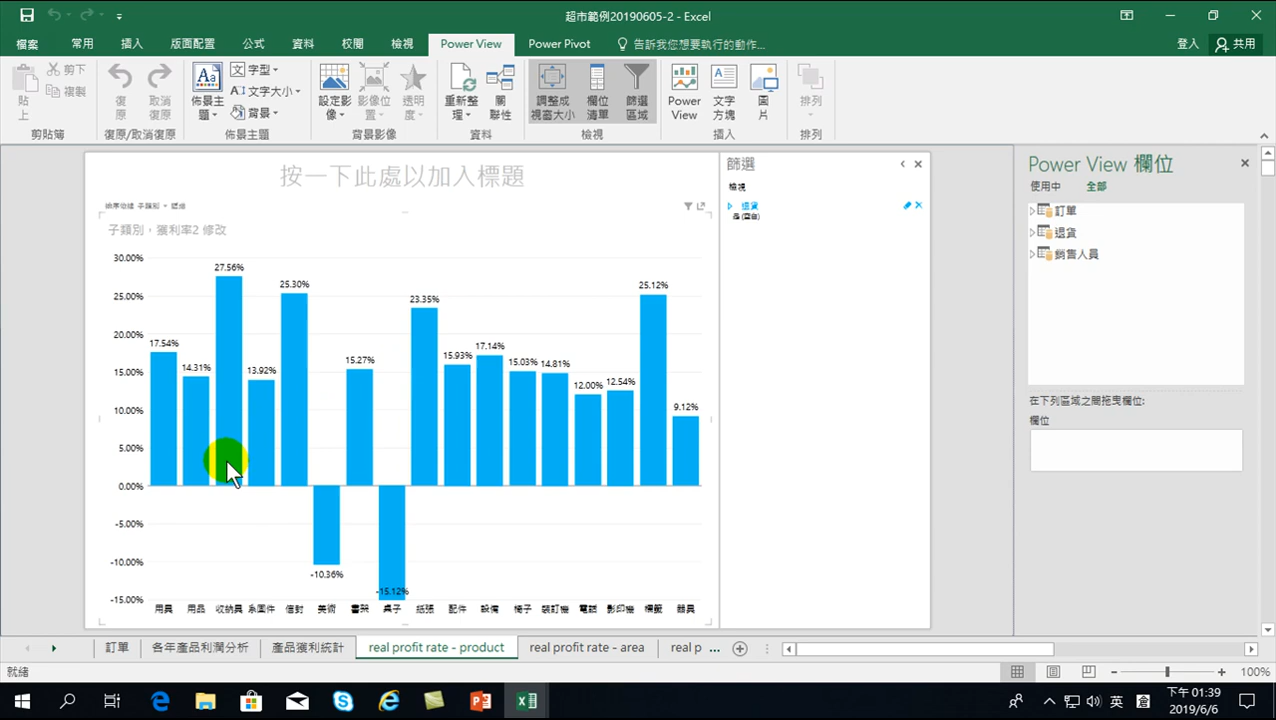 超市範例20190605-2 - Excel
檔案 常用 插入 版面配置 公式 資料 校閱 檢視 Power View Power Pivot 告訴我您想要執行的動作... 登入 共用
貼上 剪下 複製 復原 取消復原 佈景主題 字型 文字大小 背景 設定影像 影像位置 透明度 重新整理 關聯性 調整成視窗大小 欄位清單 篩選區域 Power View 文字方塊 圖片 排列
剪貼簿 復原/取消復原 佈景主題 背景影像 資料 檢視 插入 排列
按一下此處以加入標題
子類別
子類別，獲利率2 修改
30.00%
25.00%
20.00%
15.00%
10.00%
5.00%
0.00%
-5.00%
-10.00%
-15.00%
17.54% 14.31% 27.56% 13.92% 25.30% -10.36% 15.27% -15.12% 23.35% 15.93% 17.14% 15.03% 14.81% 12.00% 12.54% 25.12% 9.12%
用具 用品 收納具 系固件 信封 美術 書架 桌子 紙張 配件 設備 椅子 裝訂機 電話 影印機 標籤 器具
篩選
檢視
退貨
是 (空白)
Power View 欄位
使用中 全部
訂單
退貨
銷售人員
在下列區域之間拖曳欄位:
欄位
訂單 各年產品利潤分析 產品獲利統計 real profit rate - product real profit rate - area real p ...
就緒 100%
英 下午 01:39
2019/6/6